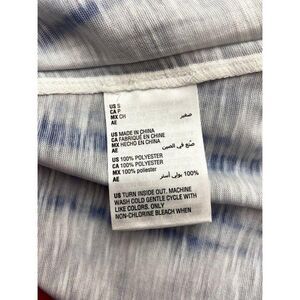 US S
CA P صغير
MX CH
AE
US MADE IN CHINA
CA FABRIQUÉ EN CHINE
MX HECHO EN CHINA
AE صنع في الصين
US 100% POLYESTER
CA 100% POLYESTER
MX 100% poliester
AE 100% بولي أستر
US TURN INSIDE OUT. MACHINE
WASH COLD GENTLE CYCLE WITH
LIKE COLORS. ONLY
NON-CHLORINE BLEACH WHEN